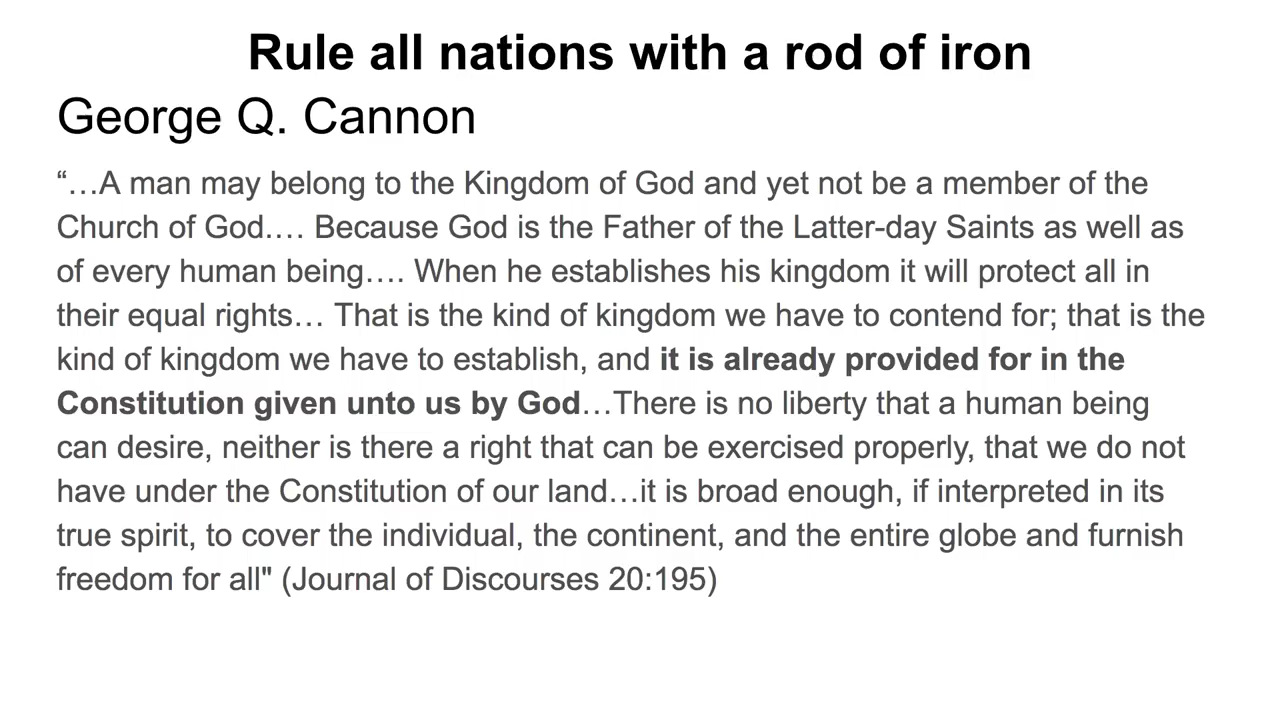 Rule all nations with a rod of iron
George Q. Cannon
“…A man may belong to the Kingdom of God and yet not be a member of the
Church of God.… Because God is the Father of the Latter-day Saints as well as
of every human being…. When he establishes his kingdom it will protect all in
their equal rights… That is the kind of kingdom we have to contend for; that is the
kind of kingdom we have to establish, and it is already provided for in the
Constitution given unto us by God…There is no liberty that a human being
can desire, neither is there a right that can be exercised properly, that we do not
have under the Constitution of our land…it is broad enough, if interpreted in its
true spirit, to cover the individual, the continent, and the entire globe and furnish
freedom for all" (Journal of Discourses 20:195)